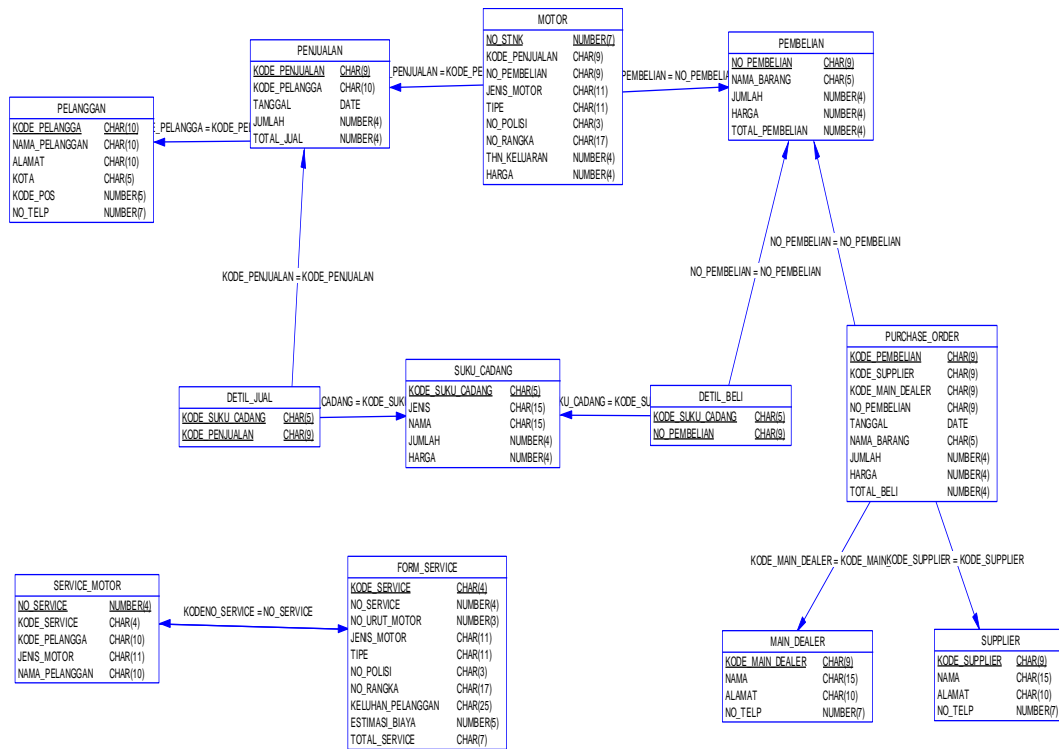 MOTOR
NO_STNK NUMBER(7)
KODE_PENJUALAN CHAR(9)
NO_PEMBELIAN CHAR(9)
JENIS_MOTOR CHAR(11)
TIPE CHAR(11)
NO_POLISI CHAR(3)
NO_RANGKA CHAR(17)
THN_KELUARAN NUMBER(4)
HARGA NUMBER(4)
PENJUALAN
KODE_PENJUALAN CHAR(9)
KODE_PELANGGA CHAR(10)
TANGGAL DATE
JUMLAH NUMBER(4)
TOTAL_JUAL NUMBER(4)
_PENJUALAN = KODE_PE
PEMBELIAN
NO_PEMBELIAN CHAR(9)
NAMA_BARANG CHAR(5)
JUMLAH NUMBER(4)
HARGA NUMBER(4)
TOTAL_PEMBELIAN NUMBER(4)
PEMBELIAN = NO_PEMBELIA
PELANGGAN
KODE_PELANGGA CHAR(10)
NAMA_PELANGGAN CHAR(10)
ALAMAT CHAR(10)
KOTA CHAR(5)
KODE_POS NUMBER(5)
NO_TELP NUMBER(7)
E_PELANGGA = KODE_PEL
KODE_PENJUALAN = KODE_PENJUALAN
NO_PEMBELIAN = NO_PEMBELIAN
NO_PEMBELIAN = NO_PEMBELIAN
PURCHASE_ORDER
KODE_PEMBELIAN CHAR(9)
KODE_SUPPLIER CHAR(9)
KODE_MAIN_DEALER CHAR(9)
NO_PEMBELIAN CHAR(9)
TANGGAL DATE
NAMA_BARANG CHAR(5)
JUMLAH NUMBER(4)
HARGA NUMBER(4)
TOTAL_BELI NUMBER(4)
DETIL_JUAL
KODE_SUKU_CADANG CHAR(5)
KODE_PENJUALAN CHAR(9)
CADANG = KODE_SUK
SUKU_CADANG
KODE_SUKU_CADANG CHAR(5)
JENIS CHAR(15)
NAMA CHAR(15)
JUMLAH NUMBER(4)
HARGA NUMBER(4)
KU_CADANG = KODE_SU
DETIL_BELI
KODE_SUKU_CADANG CHAR(5)
NO_PEMBELIAN CHAR(9)
SERVICE_MOTOR
NO_SERVICE NUMBER(4)
KODE_SERVICE CHAR(4)
KODE_PELANGGA CHAR(10)
JENIS_MOTOR CHAR(11)
NAMA_PELANGGAN CHAR(10)
KODENO_SERVICE = NO_SERVICE
FORM_SERVICE
KODE_SERVICE CHAR(4)
NO_SERVICE NUMBER(4)
NO_URUT_MOTOR NUMBER(3)
JENIS_MOTOR CHAR(11)
TIPE CHAR(11)
NO_POLISI CHAR(3)
NO_RANGKA CHAR(17)
KELUHAN_PELANGGAN CHAR(25)
ESTIMASI_BIAYA NUMBER(5)
TOTAL_SERVICE CHAR(7)
KODE_MAIN_DEALER = KODE_MAIN
KODE_SUPPLIER = KODE_SUPPLIER
MAIN_DEALER
KODE_MAIN_DEALER CHAR(9)
NAMA CHAR(15)
ALAMAT CHAR(10)
NO_TELP NUMBER(7)
SUPPLIER
KODE_SUPPLIER CHAR(9)
NAMA CHAR(15)
ALAMAT CHAR(10)
NO_TELP NUMBER(7)